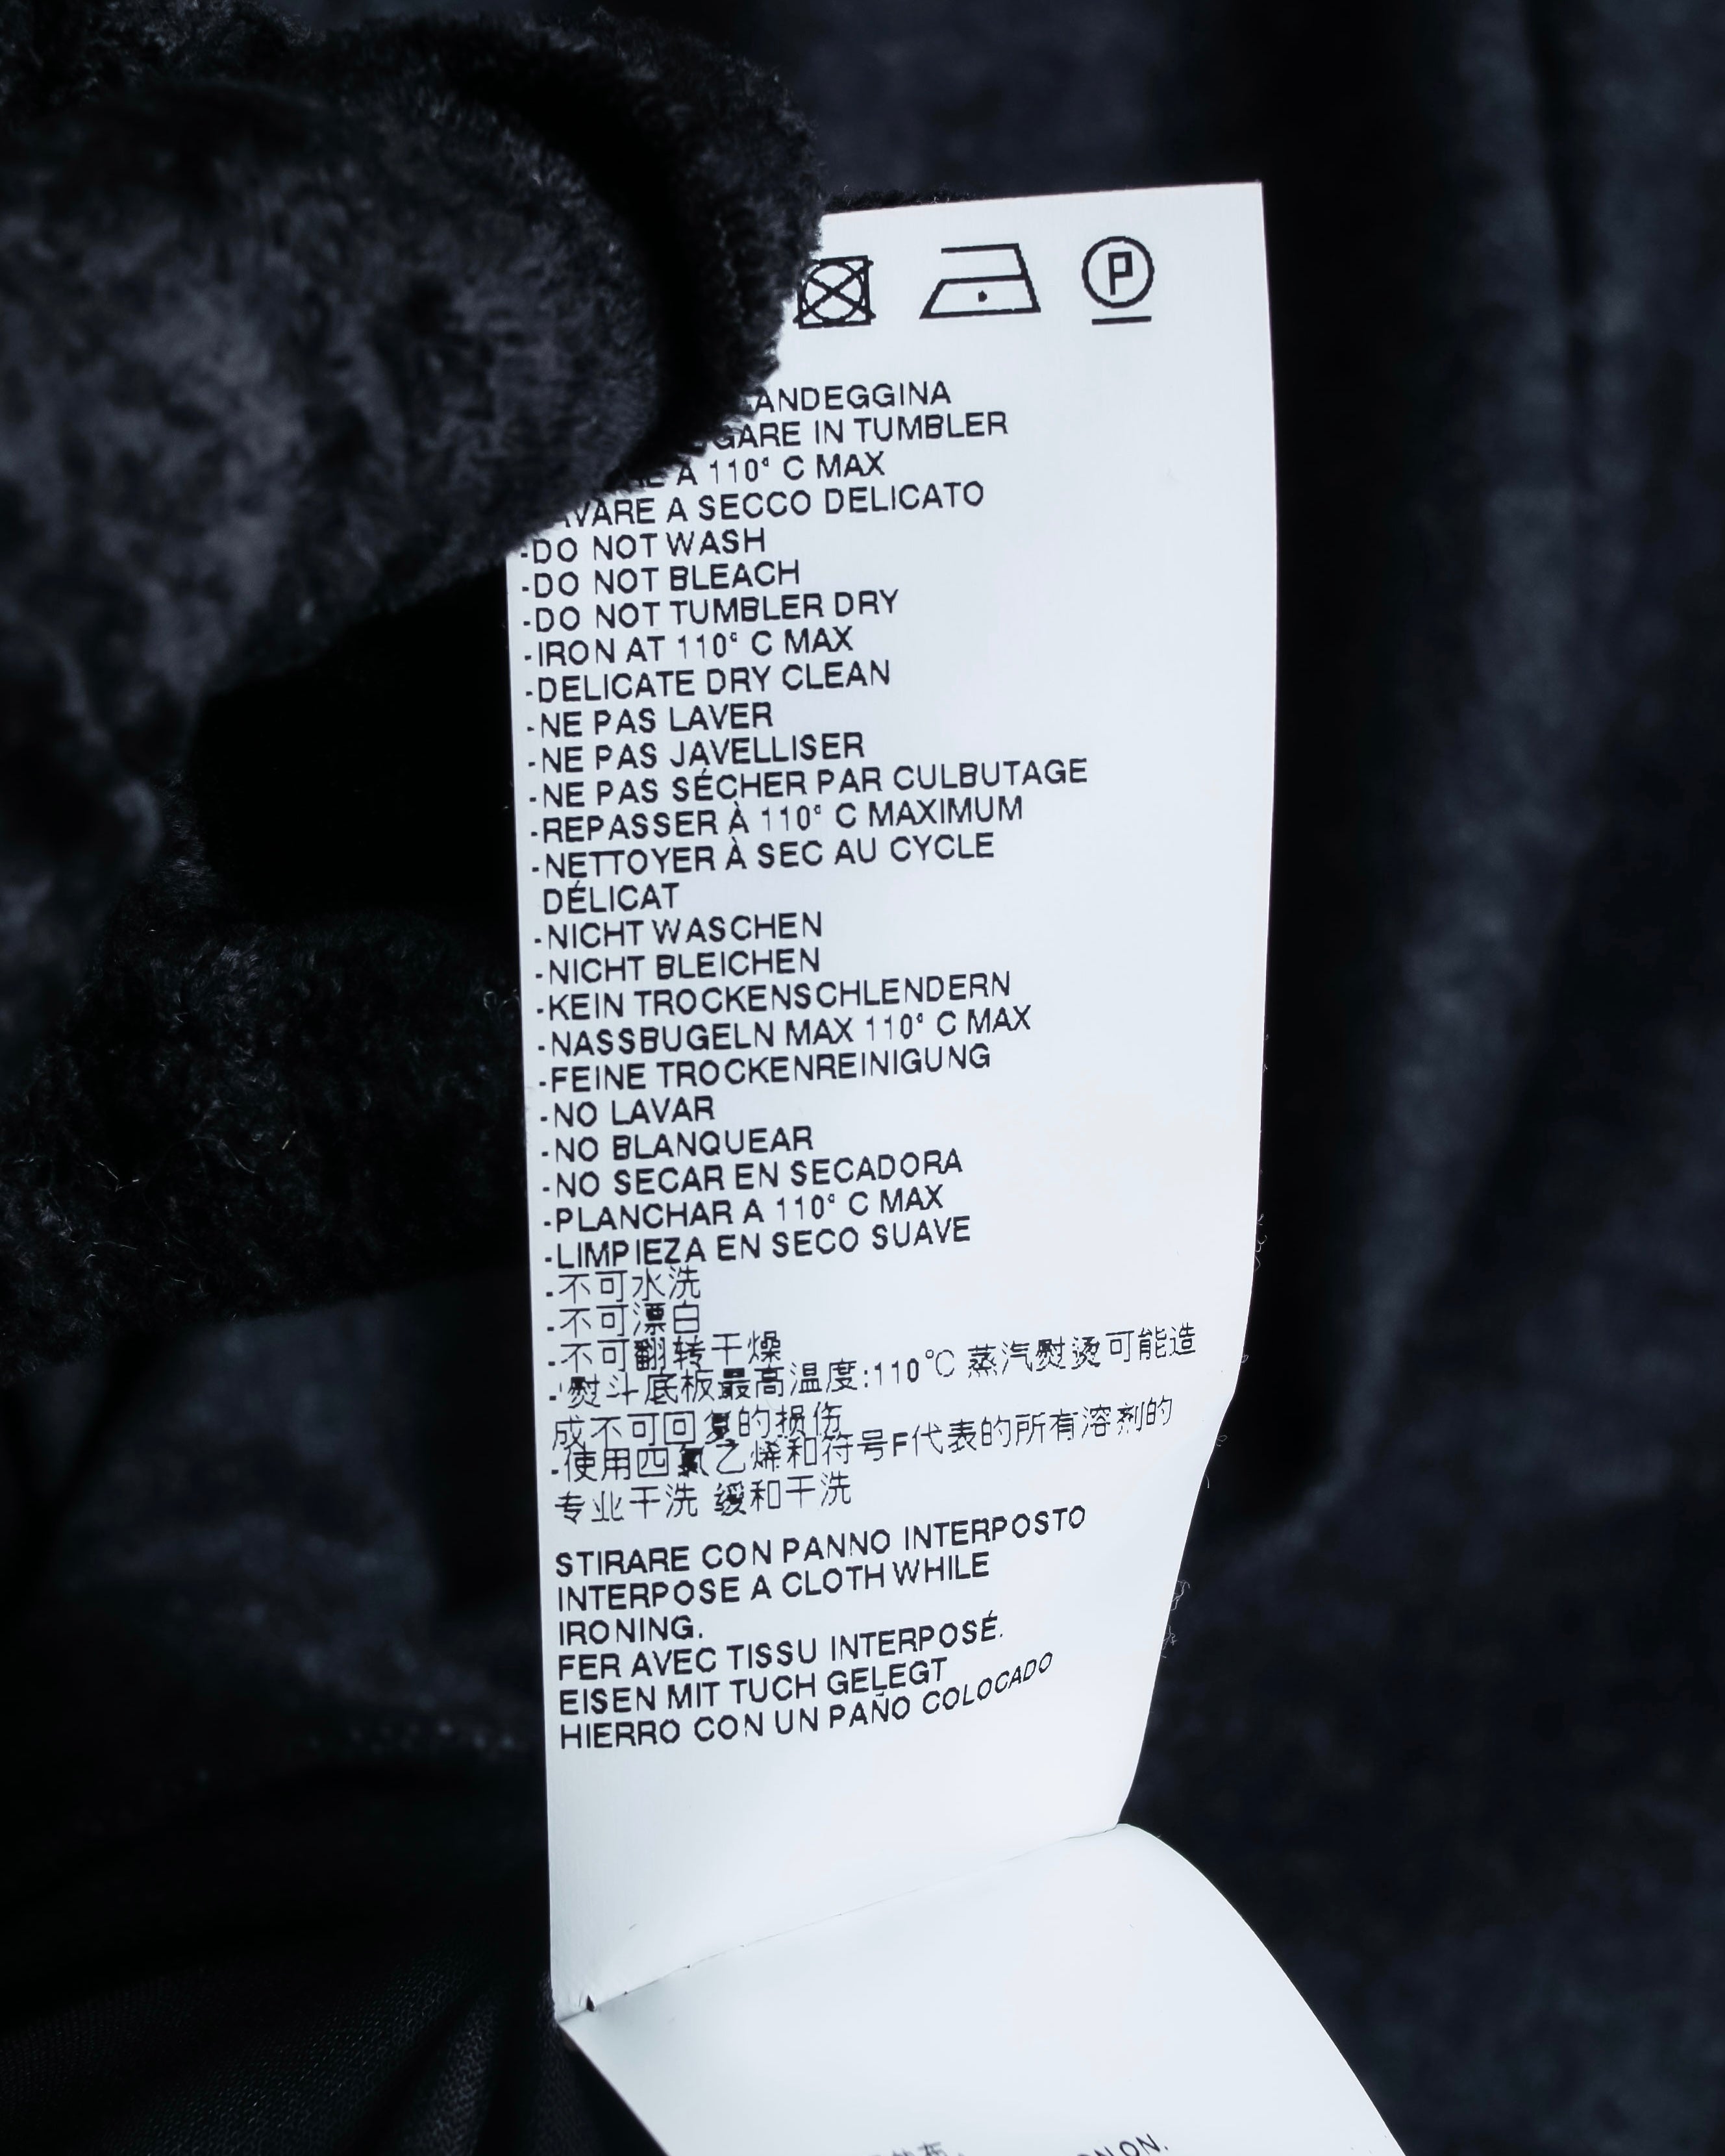 P
CANDEGGINA
A 110° C MAX
LAVARE A SECCO DELICATO
-DO NOT WASH
-DO NOT BLEACH
-DO NOT TUMBLER DRY
-IRON AT 110° C MAX
-DELICATE DRY CLEAN
-NE PAS LAVER
-NE PAS JAVELLISER
-NE PAS SÉCHER PAR CULBUTAGE
-REPASSER À 110° C MAXIMUM
-NETTOYER À SEC AU CYCLE
DÉLICAT
-NICHT WASCHEN
-NICHT BLEICHEN
-KEIN TROCKENSCHLENDERN
-NASSBUGELN MAX 110° C MAX
-FEINE TROCKENREINIGUNG
-NO LAVAR
-NO BLANQUEAR
-NO SECAR EN SECADORA
-PLANCHAR A 110° C MAX
-LIMPIEZA EN SECO SUAVE
-不可水洗
-不可漂白
-不可翻转干燥
-熨斗底板最高温度:110℃ 蒸汽熨烫可能造
成不可回复的损伤
-使用四氯乙烯和符号F代表的所有溶剂的
专业干洗 缓和干洗
STIRARE CON PANNO INTERPOSTO
INTERPOSE A CLOTH WHILE
IRONING.
FER AVEC TISSU INTERPOSÉ.
EISEN MIT TUCH GELEGT
HIERRO CON UN PAÑO COLOCADO